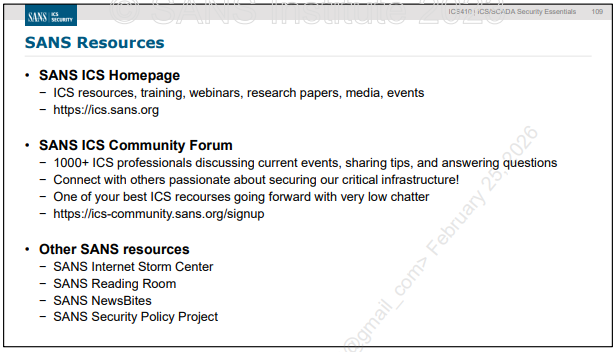 © SANS Institute 2026
SANS ICS SECURITY
ICS410 | ICS/SCADA Security Essentials 109
SANS Resources
• SANS ICS Homepage
− ICS resources, training, webinars, research papers, media, events
− https://ics.sans.org
• SANS ICS Community Forum
− 1000+ ICS professionals discussing current events, sharing tips, and answering questions
− Connect with others passionate about securing our critical infrastructure!
− One of your best ICS recourses going forward with very low chatter
− https://ics-community.sans.org/signup
• Other SANS resources
− SANS Internet Storm Center
− SANS Reading Room
− SANS NewsBites
− SANS Security Policy Project
@gmail_com> February 25, 2026